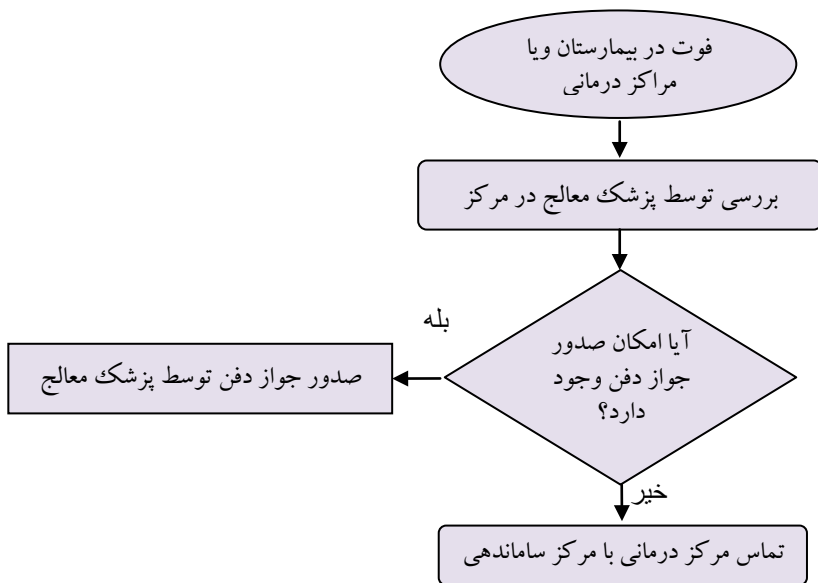 فوت در بیمارستان ویا
مراکز درمانی
بررسی توسط پزشک معالج در مرکز
آیا امکان صدور
جواز دفن وجود
دارد؟
بله
صدور جواز دفن توسط پزشک معالج
خیر
تماس مرکز درمانی با مرکز ساماندهی